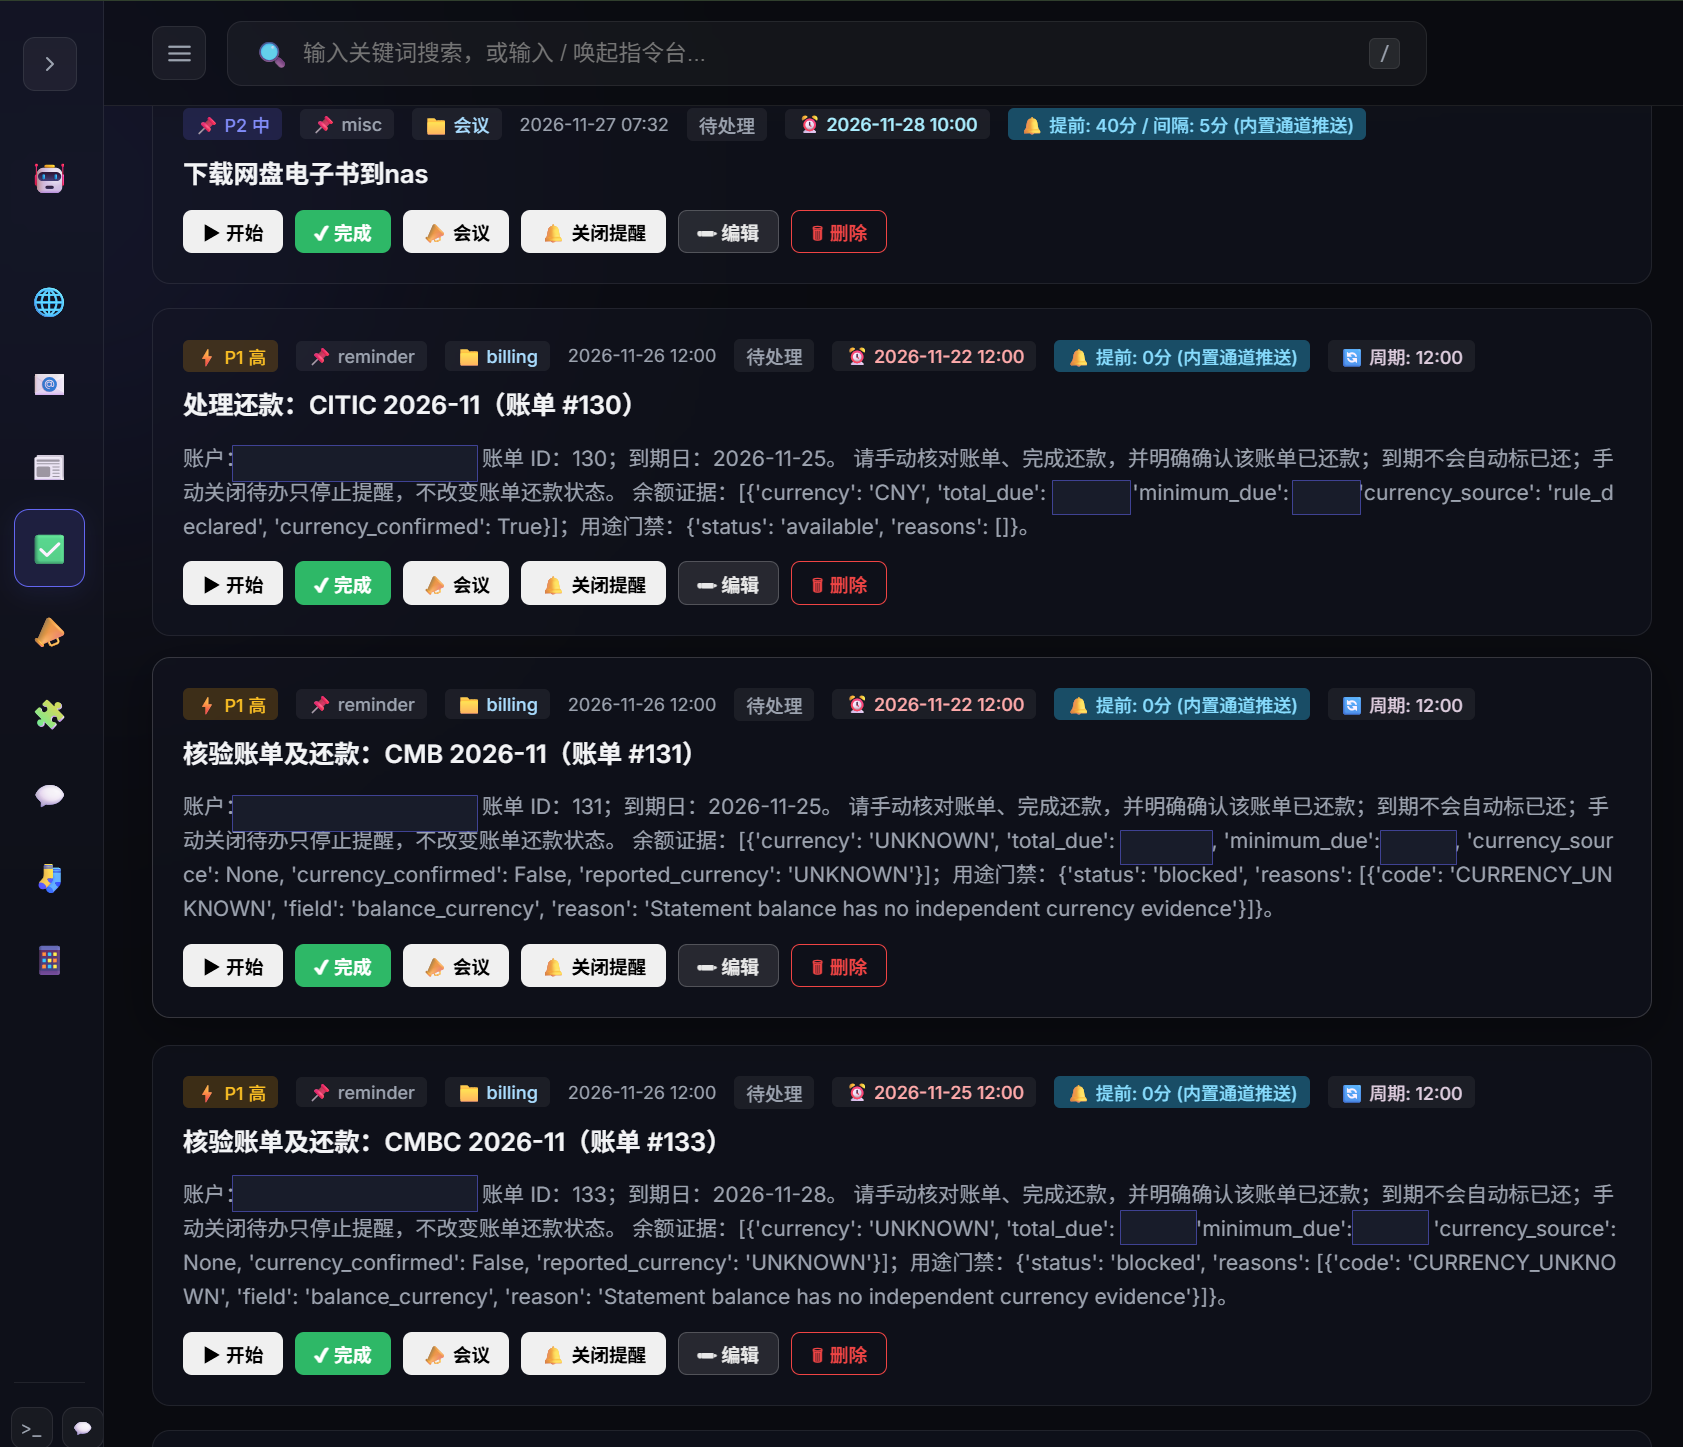 输入关键词搜索，或输入 / 唤起指令台...
/
P2 中 misc 会议 2026-11-27 07:32 待处理 2026-11-28 10:00 提前: 40分 / 间隔: 5分 (内置通道推送)
下载网盘电子书到nas
▶ 开始 ✓ 完成 会议 关闭提醒 编辑 删除
P1 高 reminder billing 2026-11-26 12:00 待处理 2026-11-22 12:00 提前: 0分 (内置通道推送) 周期: 12:00
处理还款：CITIC 2026-11（账单 #130）
账户: 账单 ID：130；到期日：2026-11-25。 请手动核对账单、完成还款，并明确确认该账单已还款；到期不会自动标已还；手
动关闭待办只停止提醒，不改变账单还款状态。 余额证据：[{'currency': 'CNY', 'total_due': 'minimum_due': 'currency_source': 'rule_d
eclared', 'currency_confirmed': True}]；用途门禁：{'status': 'available', 'reasons': []}。
▶ 开始 ✓ 完成 会议 关闭提醒 编辑 删除
P1 高 reminder billing 2026-11-26 12:00 待处理 2026-11-22 12:00 提前: 0分 (内置通道推送) 周期: 12:00
核验账单及还款：CMB 2026-11（账单 #131）
账户: 账单 ID：131；到期日：2026-11-25。 请手动核对账单、完成还款，并明确确认该账单已还款；到期不会自动标已还；手
动关闭待办只停止提醒，不改变账单还款状态。 余额证据：[{'currency': 'UNKNOWN', 'total_due': , 'minimum_due': , 'currency_sour
ce': None, 'currency_confirmed': False, 'reported_currency': 'UNKNOWN'}]；用途门禁：{'status': 'blocked', 'reasons': [{'code': 'CURRENCY_UN
KNOWN', 'field': 'balance_currency', 'reason': 'Statement balance has no independent currency evidence'}]}。
▶ 开始 ✓ 完成 会议 关闭提醒 编辑 删除
P1 高 reminder billing 2026-11-26 12:00 待处理 2026-11-25 12:00 提前: 0分 (内置通道推送) 周期: 12:00
核验账单及还款：CMBC 2026-11（账单 #133）
账户: 账单 ID：133；到期日：2026-11-28。 请手动核对账单、完成还款，并明确确认该账单已还款；到期不会自动标已还；手
动关闭待办只停止提醒，不改变账单还款状态。 余额证据：[{'currency': 'UNKNOWN', 'total_due': 'minimum_due': 'currency_source':
None, 'currency_confirmed': False, 'reported_currency': 'UNKNOWN'}]；用途门禁：{'status': 'blocked', 'reasons': [{'code': 'CURRENCY_UNKNO
WN', 'field': 'balance_currency', 'reason': 'Statement balance has no independent currency evidence'}]}。
▶ 开始 ✓ 完成 会议 关闭提醒 编辑 删除
>_